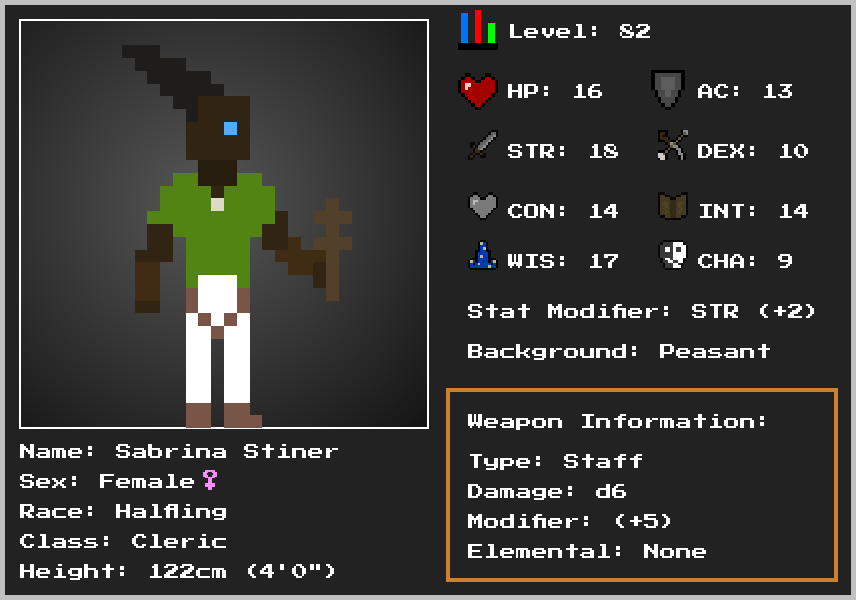 Level: 82
HP: 16
AC: 13
STR: 18
DEX: 10
CON: 14
INT: 14
WIS: 17
CHA: 9
Stat Modifier: STR (+2)
Background: Peasant
Weapon Information:
Type: Staff
Damage: d6
Modifier: (+5)
Elemental: None
Name: Sabrina Stiner
Sex: Female♀
Race: Halfling
Class: Cleric
Height: 122cm (4'0")